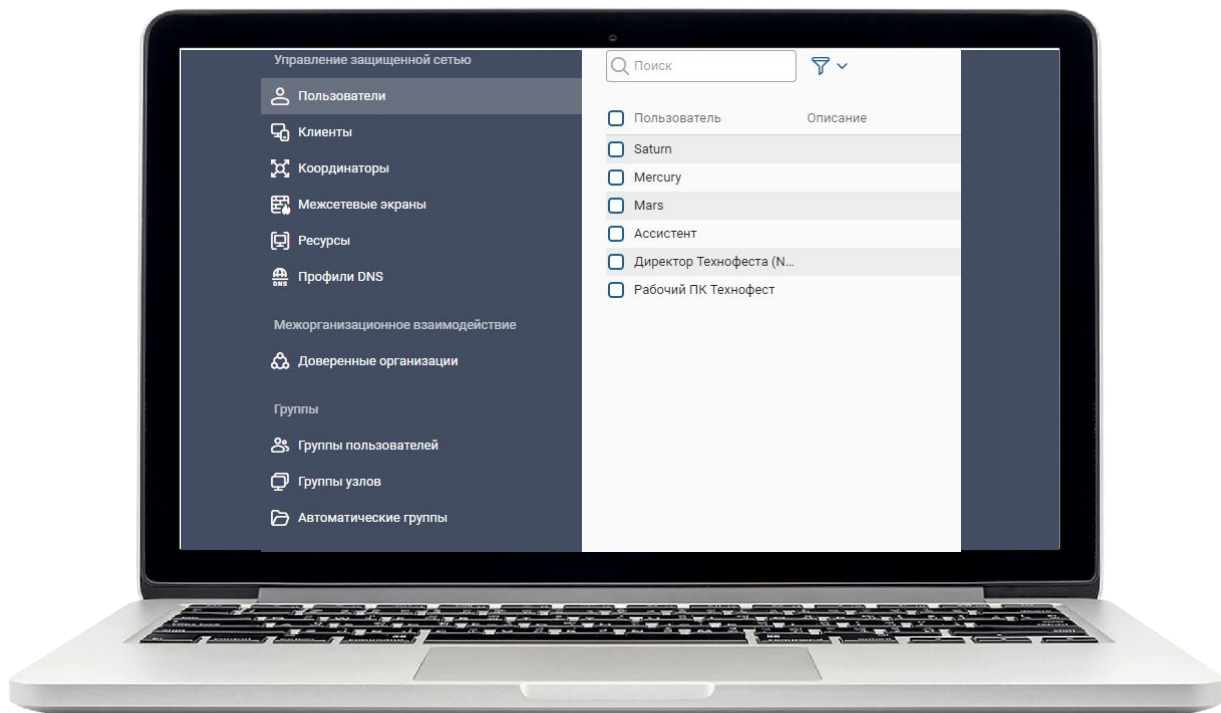 Управление защищенной сетью
Пользователи
Клиенты
Координаторы
Межсетевые экраны
Ресурсы
DNS
Профили DNS
Межорганизационное взаимодействие
Доверенные организации
Группы
Группы пользователей
Группы узлов
Автоматические группы
Поиск
Пользователь Описание
Saturn
Mercury
Mars
Ассистент
Директор Технофеста (N...
Рабочий ПК Технофест